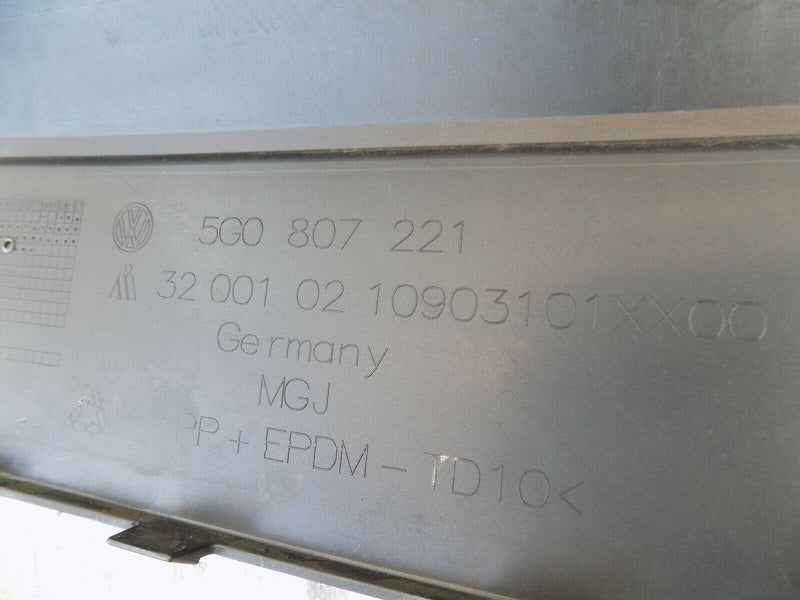 5G0 807 221
32 001 02 10903101XX00
Germany
MGJ
PP + EPDM - TD10<